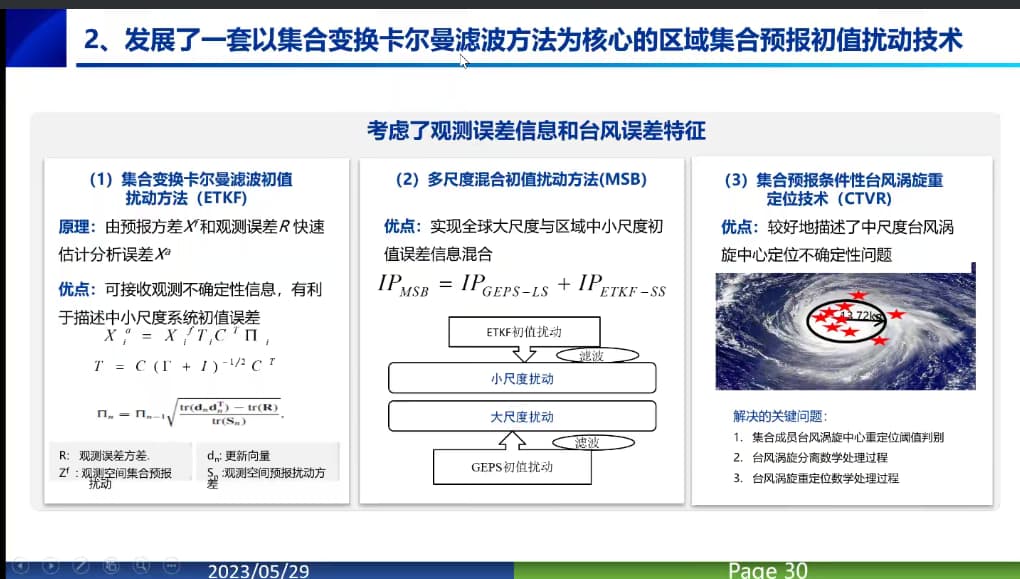 2、发展了一套以集合变换卡尔曼滤波方法为核心的区域集合预报初值扰动技术
考虑了观测误差信息和台风误差特征
（1）集合变换卡尔曼滤波初值
扰动方法（ETKF）
原理：由预报方差Xᶠ和观测误差R 快速
估计分析误差Xᵃ
优点：可接收观测不确定性信息，有利
于描述中小尺度系统初值误差
X_i^a = X_i^f T_i C^T Π_i
T = C (Γ + I)^{-1/2} C^T
Π_n = Π_{n-1} √((tr(d_n d_n^T) − tr(R)) / tr(S_n)).
R: 观测误差方差.
Zᶠ: 观测空间集合预报
扰动
d_n: 更新向量
S_n:观测空间预报扰动方
差
（2）多尺度混合初值扰动方法(MSB)
优点：实现全球大尺度与区域中小尺度初
值误差信息混合
IP_{MSB} = IP_{GEPS-LS} + IP_{ETKF-SS}
ETKF初值扰动
滤波
小尺度扰动
大尺度扰动
滤波
GEPS初值扰动
（3）集合预报条件性台风涡旋重
定位技术（CTVR）
优点：较好地描述了中尺度台风涡
旋中心定位不确定性问题
13.72km
解决的关键问题：
1. 集合成员台风涡旋中心重定位阈值判别
2. 台风涡旋分离数学处理过程
3. 台风涡旋重定位数学处理过程
2023/05/29
Page 30